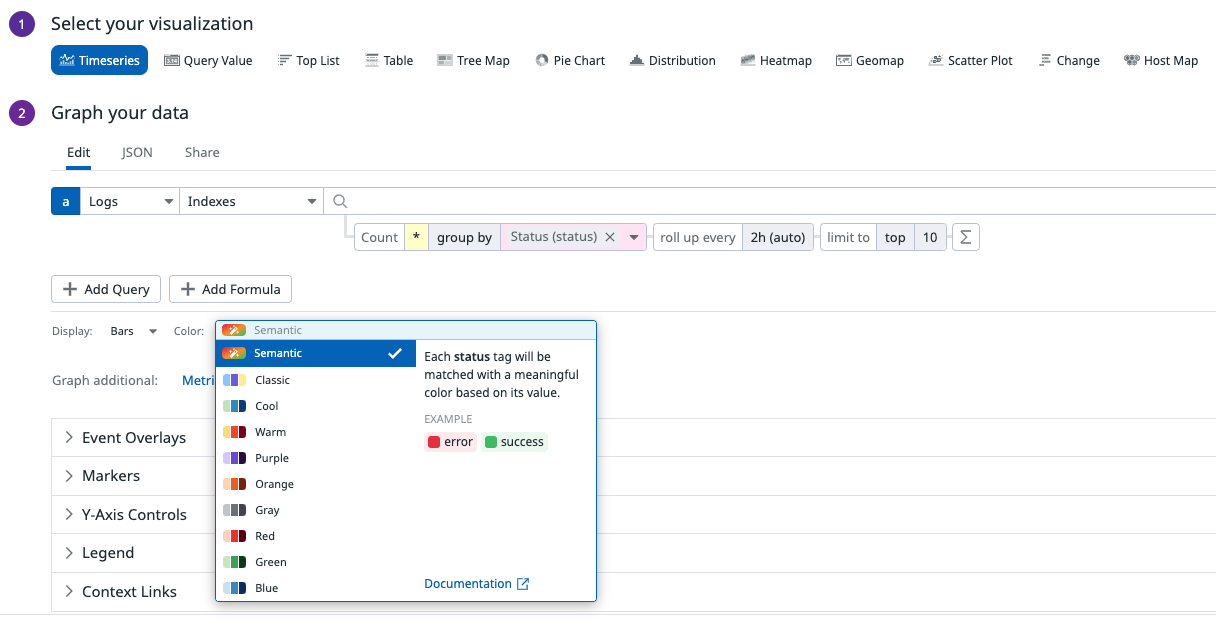 1 Select your visualization
Timeseries Query Value Top List Table Tree Map Pie Chart Distribution Heatmap Geomap Scatter Plot Change Host Map
2 Graph your data
Edit JSON Share
a Logs Indexes
Count * group by Status (status) roll up every 2h (auto) limit to top 10 Σ
Add Query Add Formula
Display: Bars Color: Semantic
Semantic
Classic
Cool
Warm
Purple
Orange
Gray
Red
Green
Blue
Each status tag will be
matched with a meaningful
color based on its value.
EXAMPLE
error success
Documentation
Graph additional: Metri
Event Overlays
Markers
Y-Axis Controls
Legend
Context Links